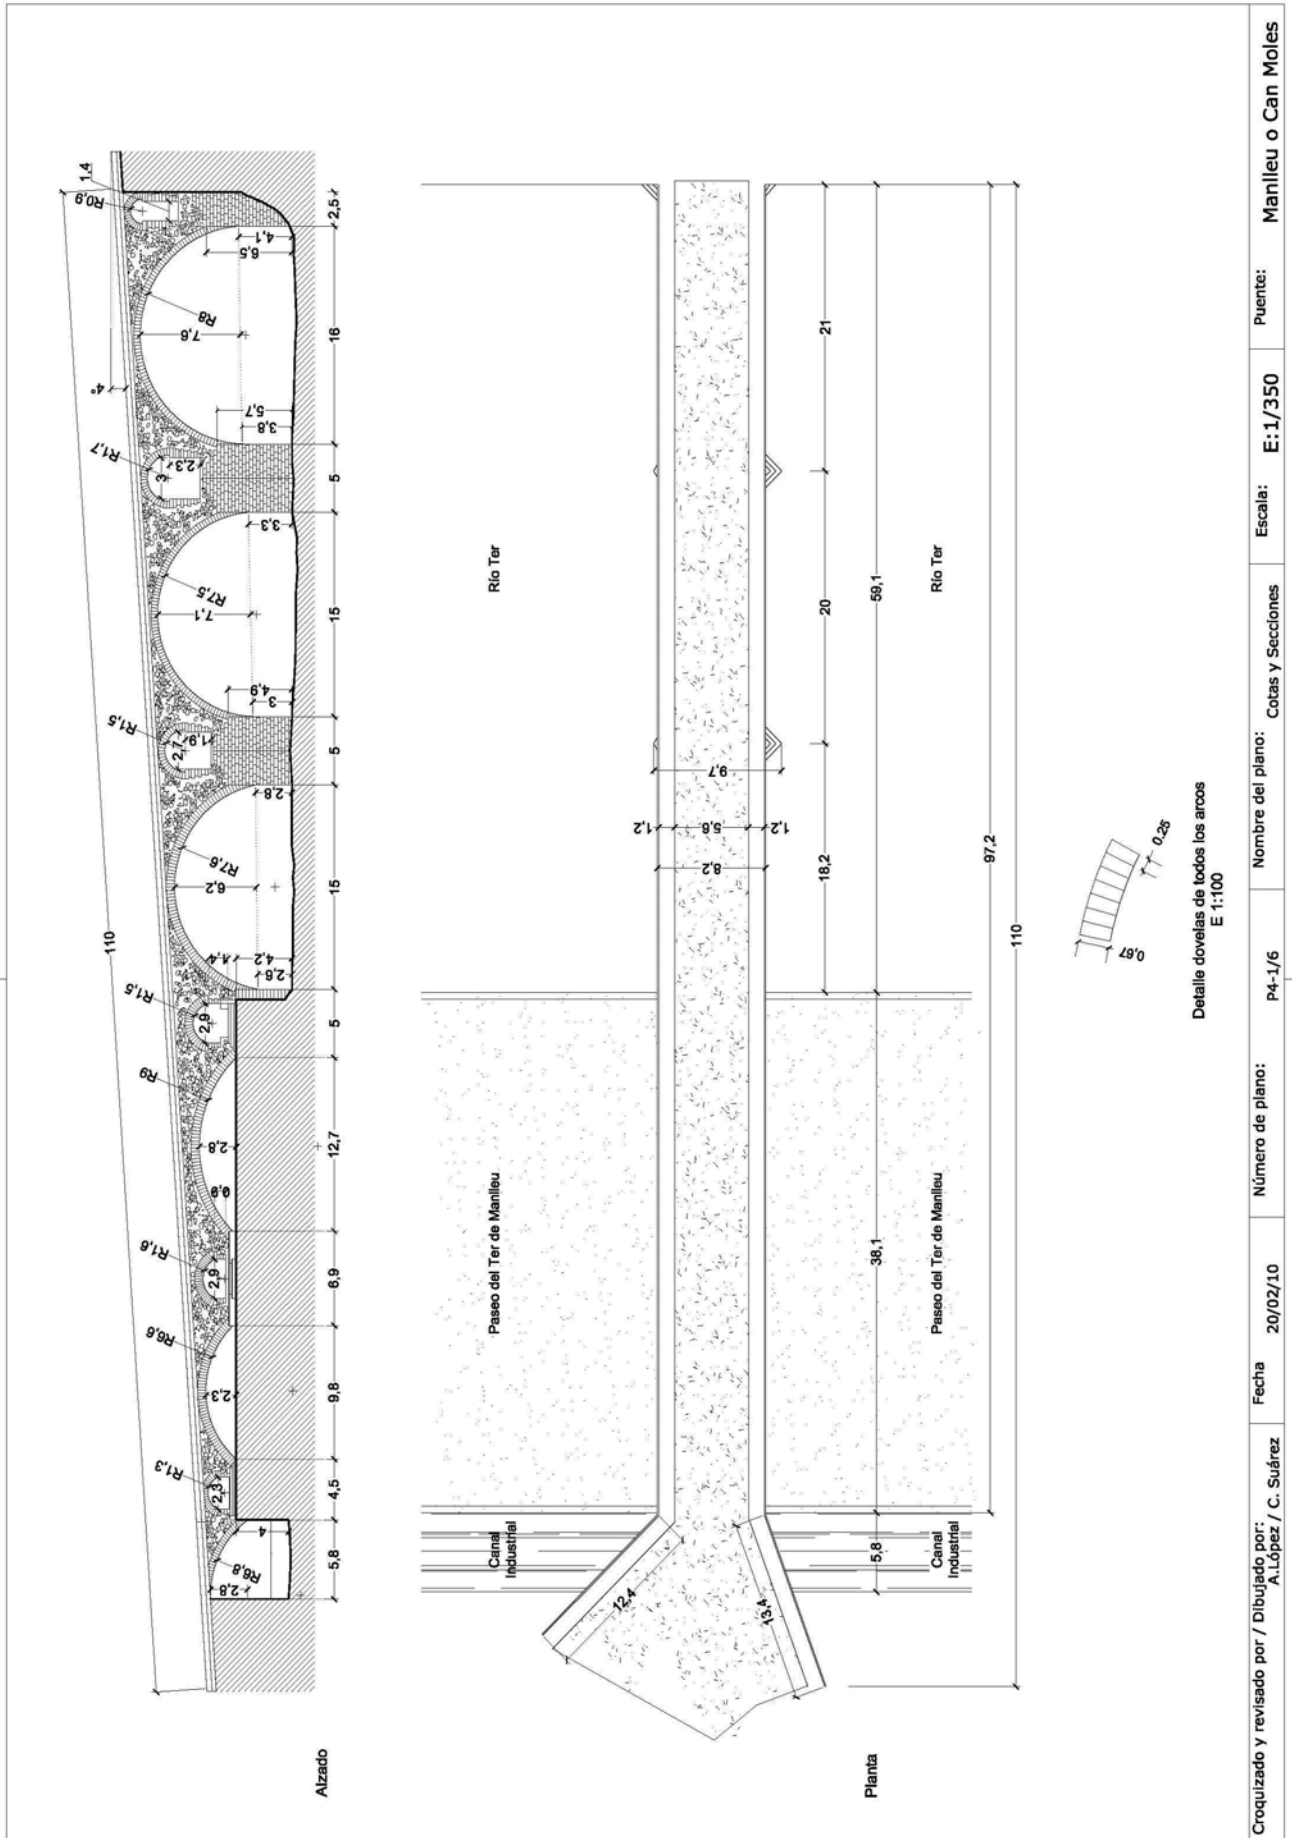 Alzado
110
4°
R0,9
1,4
R8
7,6
6,5
4,1
5,7
3,8
R1,7
3
2,3
R7,5
7,1
3,3
4,9
3
R1,5
2,7
1,9
R7,6
6,2
2,8
1,4
4,2
2,6
R1,5
2,9
R9
2,8
0,9
R1,6
2,9
R6,6
2,3
R1,3
2,3
R6,8
2,8
4
5,8
4,5
9,8
6,9
12,7
5
15
5
15
5
16
2,5
Planta
Canal
Industrial
Paseo del Ter de Manlleu
Río Ter
12,4
13,4
1,2
5,6
1,2
8,2
9,7
Canal
Industrial
Paseo del Ter de Manlleu
Río Ter
18,2
20
21
5,8
38,1
59,1
97,2
110
0,67
0.25
Detalle dovelas de todos los arcos
E 1:100
Croquizado y revisado por / Dibujado por:
A.López / C. Suárez
Fecha
20/02/10
Número de plano:
P4-1/6
Nombre del plano:
Cotas y Secciones
Escala:
E:1/350
Puente:
Manlleu o Can Moles